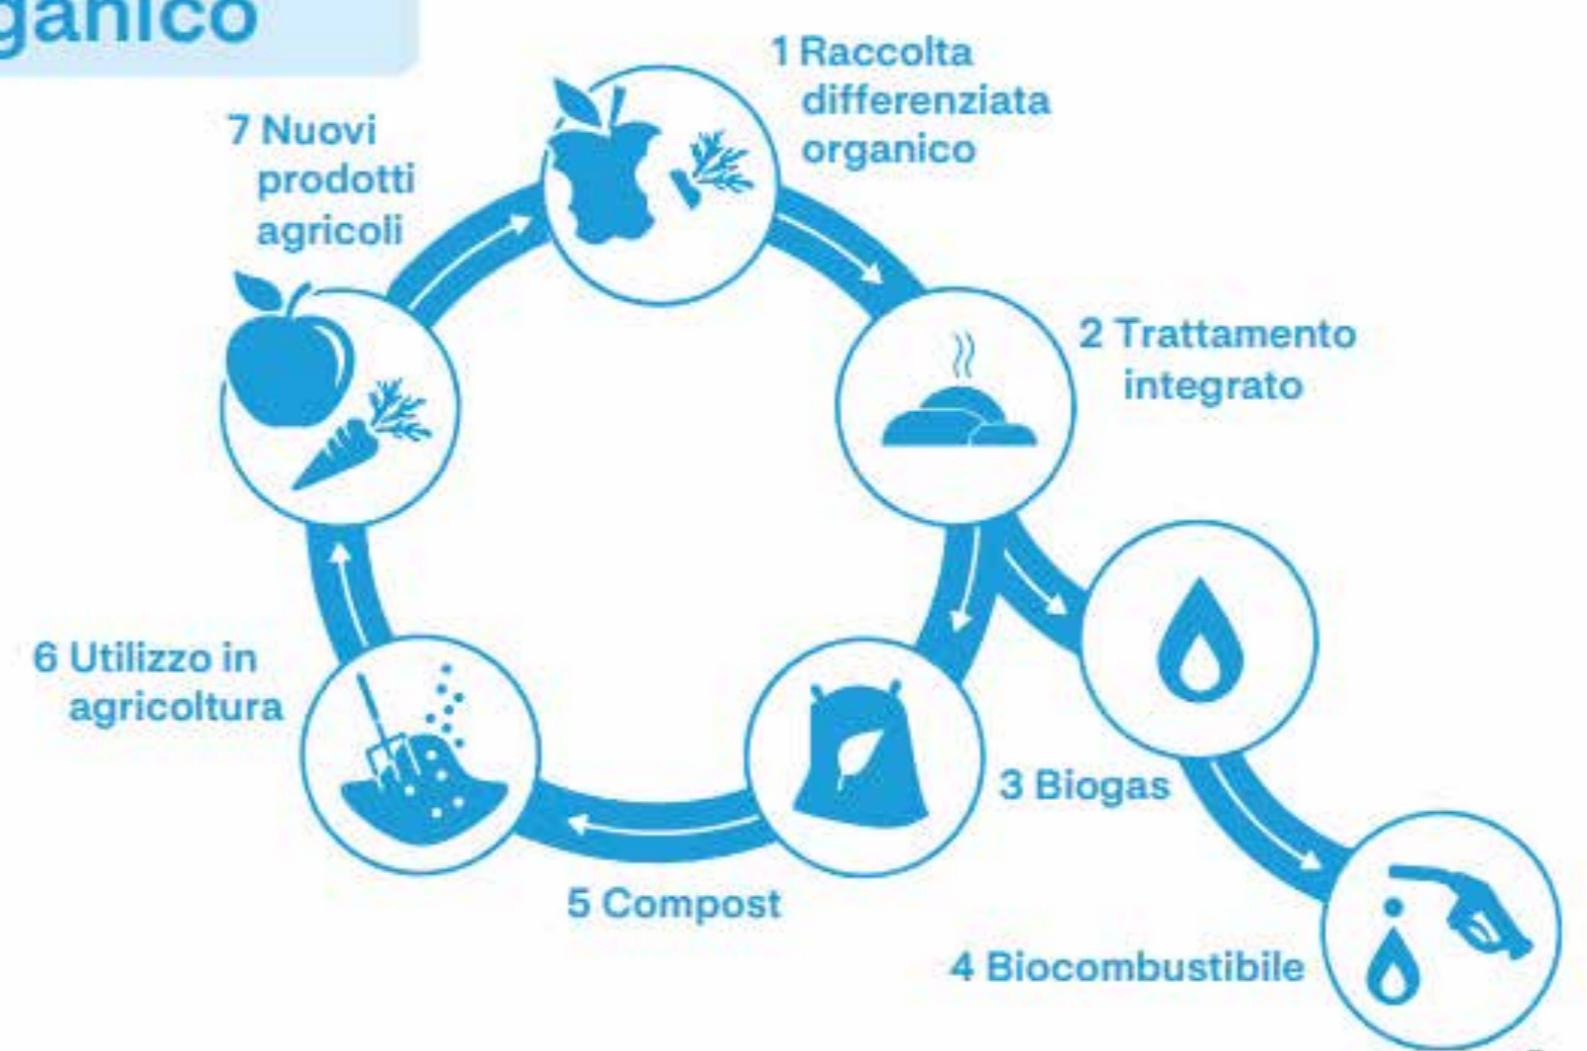 ganico
1 Raccolta
differenziata
organico
2 Trattamento
integrato
3 Biogas
4 Biocombustibile
5 Compost
6 Utilizzo in
agricoltura
7 Nuovi
prodotti
agricoli